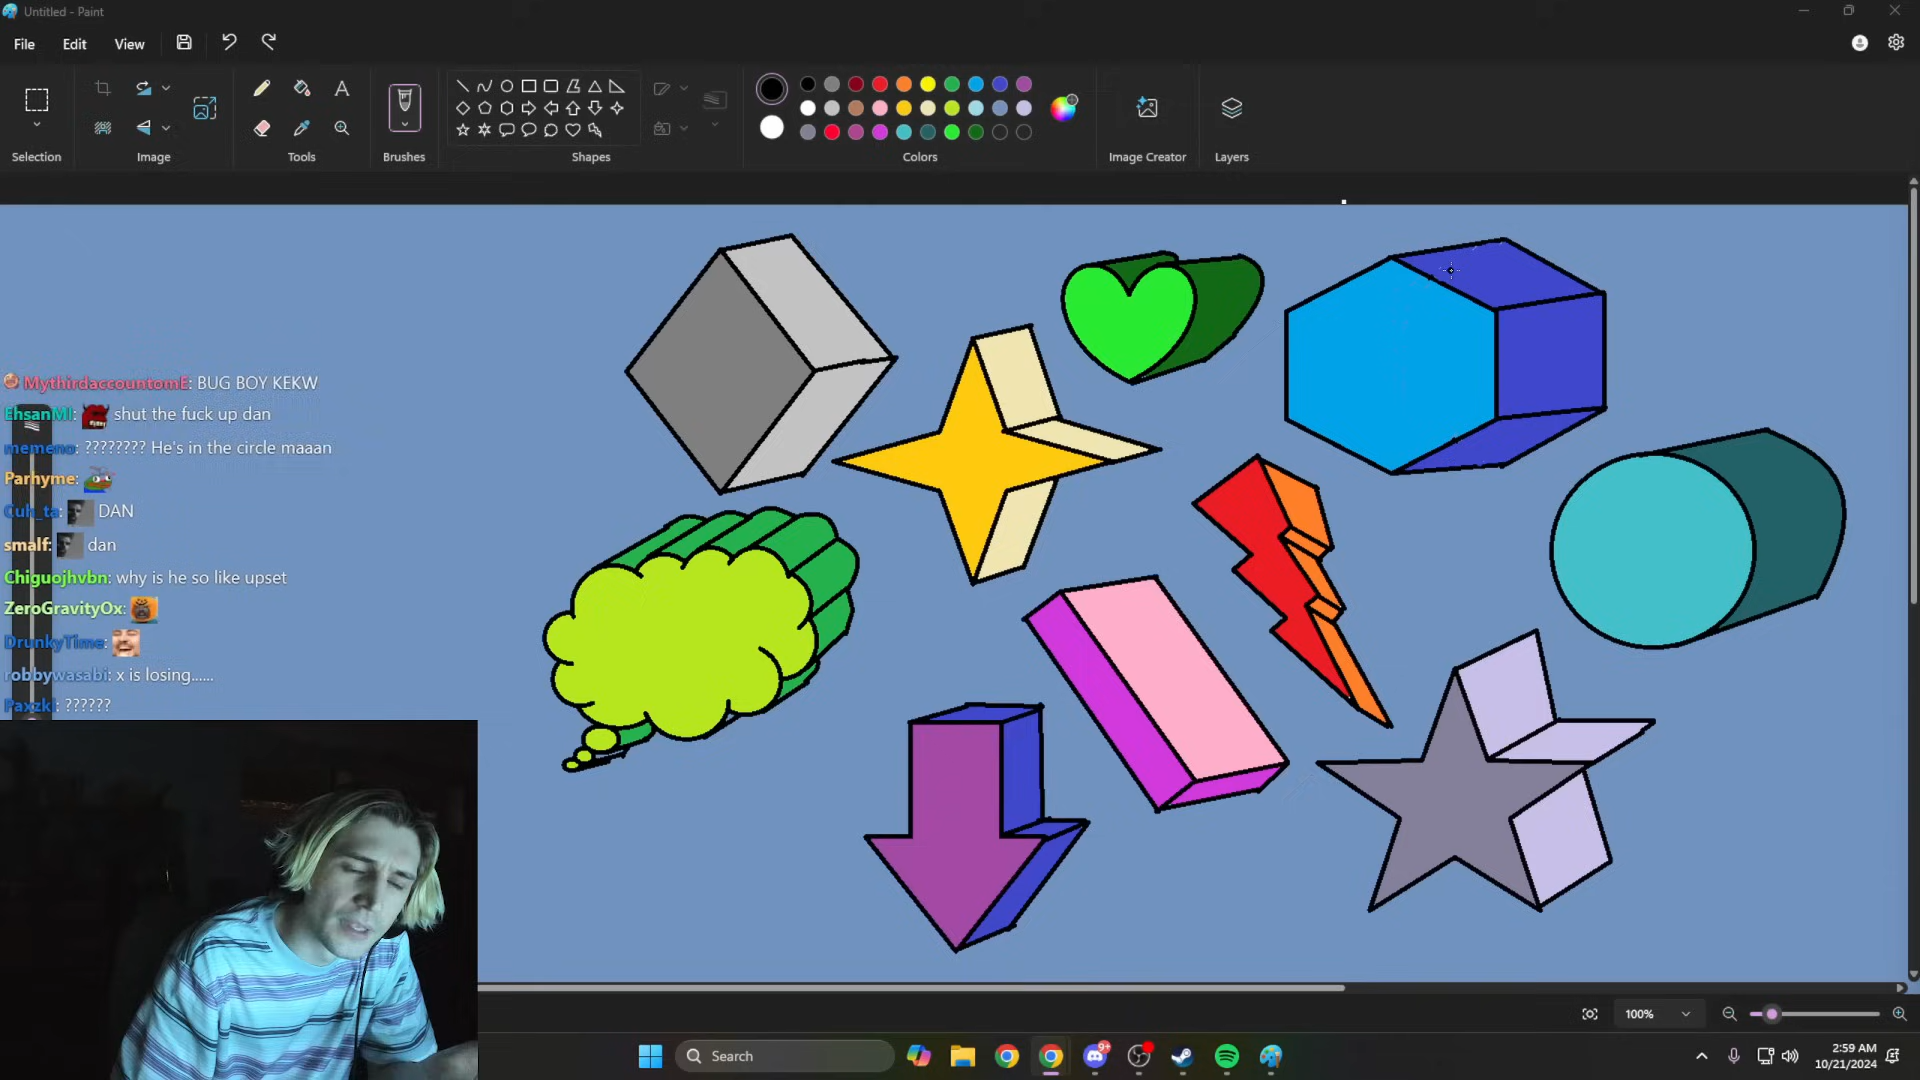 Untitled - Paint
File Edit View
Selection Image Tools Brushes Shapes Colors Image Creator Layers
MythirdaccountomE: BUG BOY KEKW
EhsanMI: shut the fuck up dan
memeno: ???????? He's in the circle maaan
Parhyme:
Cuh_ta: DAN
smalf: dan
Chiguojhvbn: why is he so like upset
ZeroGravityOx:
DrunkyTime:
robbywasabi: x is losing......
Paxzki: ??????
100%
Search
9+
2:59 AM
10/21/2024